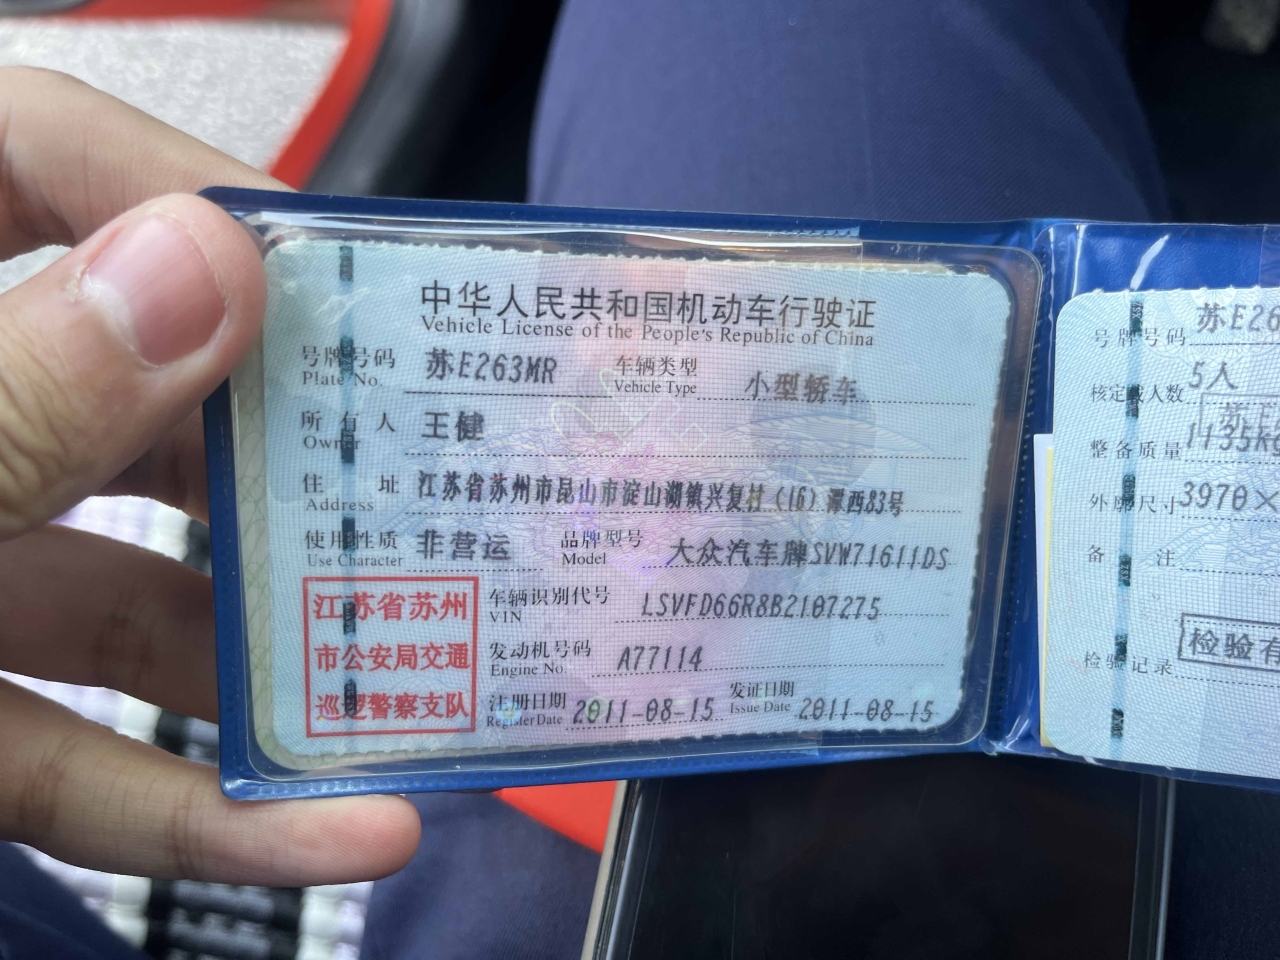 中华人民共和国机动车行驶证
Vehicle License of the People's Republic of China
号牌号码 苏E263MR 车辆类型 小型轿车
Plate No. Vehicle Type
所有人 王健
Owner
住址 江苏省苏州市昆山市淀山湖镇兴复村(16)潭西83号
Address
使用性质 非营运 品牌型号 大众汽车牌SVW71611DS
Use Character Model
江苏省苏州
市公安局交通
巡逻警察支队
车辆识别代号 LSVFD66R8B2107275
VIN
发动机号码 A77114
Engine No.
注册日期 2011-08-15 发证日期 2011-08-15
Register Date Issue Date
号牌号码 苏E26
核定载人数 5人
苏E
整备质量 1135kg
外廓尺寸 3970×
备注
检验有
检验记录